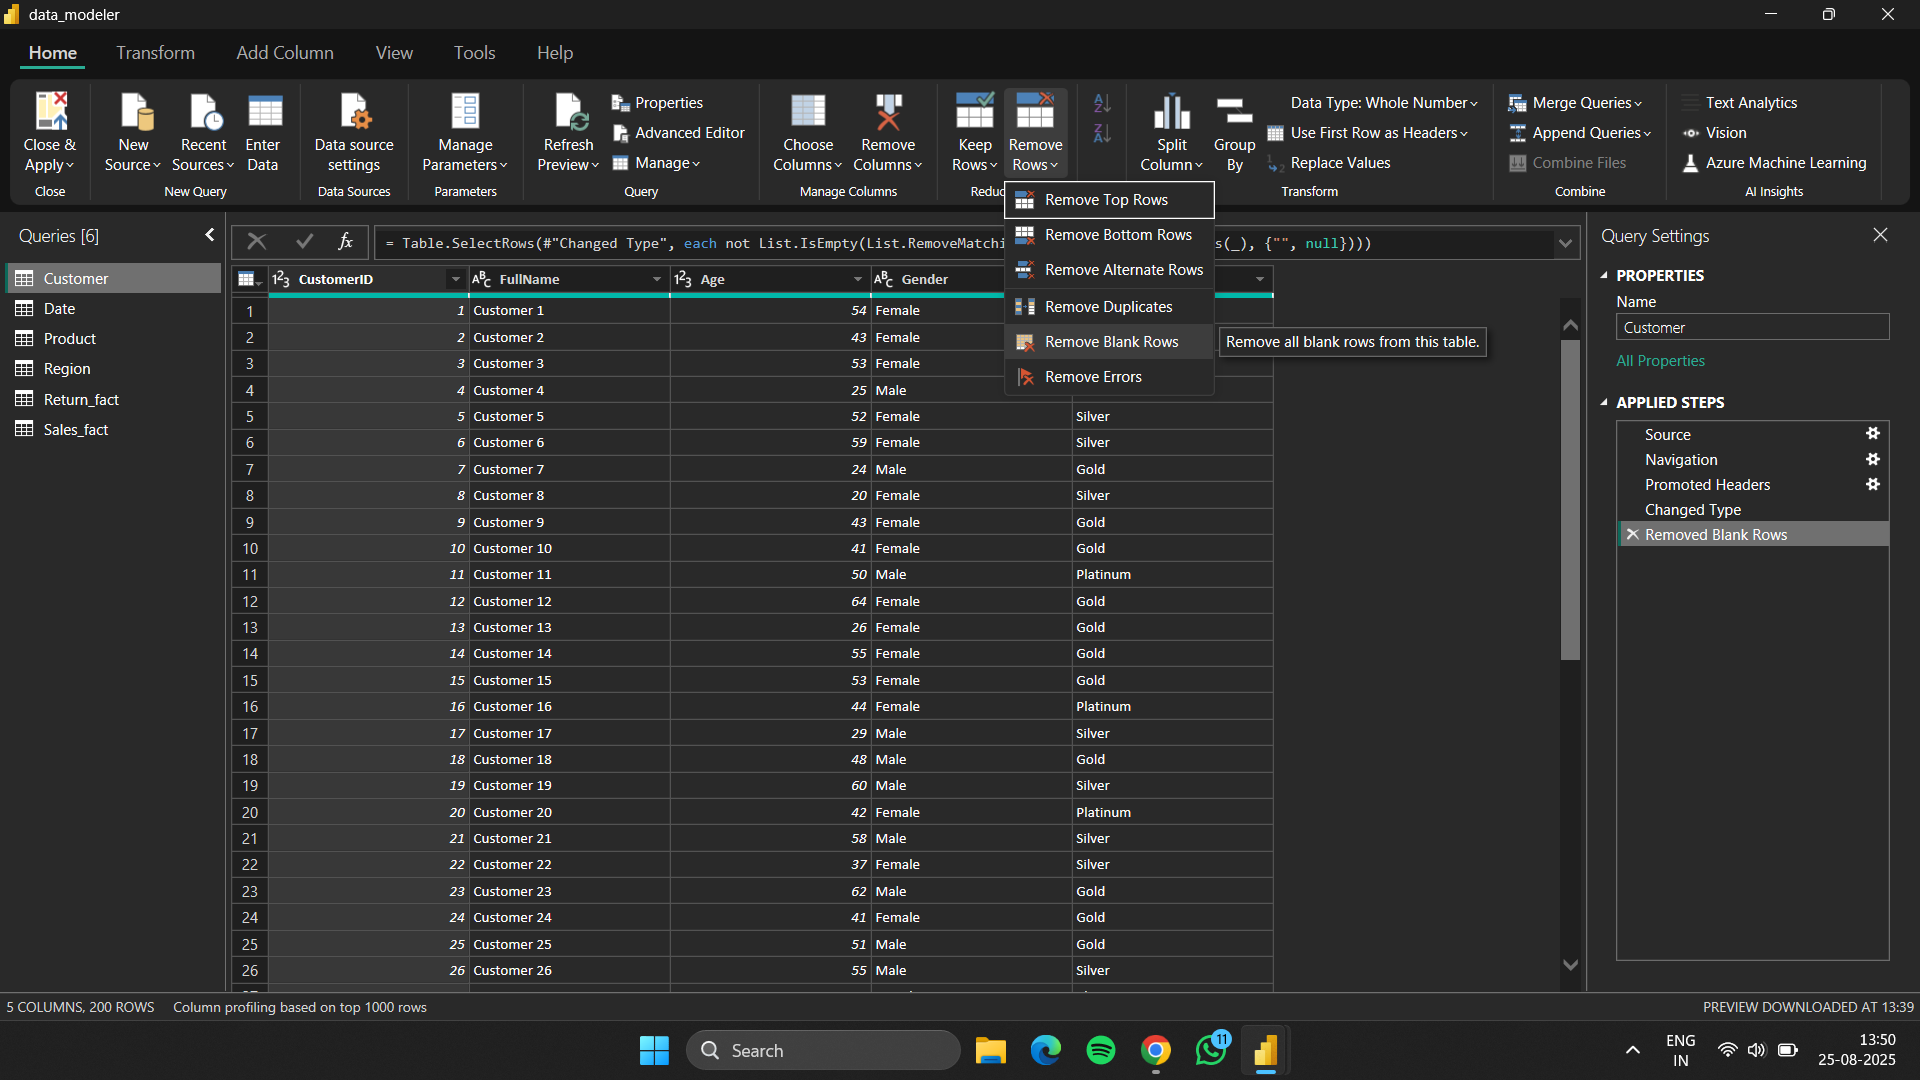 data_modeler
Home Transform Add Column View Tools Help
Close & Apply
Close
New Source
Recent Sources
Enter Data
New Query
Data source settings
Data Sources
Manage Parameters
Parameters
Refresh Preview
Properties
Advanced Editor
Manage
Query
Choose Columns
Remove Columns
Manage Columns
Keep Rows
Remove Rows
Reduc
Split Column
Group By
Data Type: Whole Number
Use First Row as Headers
Replace Values
Transform
Merge Queries
Append Queries
Combine Files
Combine
Text Analytics
Vision
Azure Machine Learning
AI Insights
Remove Top Rows
Remove Bottom Rows
Remove Alternate Rows
Remove Duplicates
Remove Blank Rows
Remove Errors
Remove all blank rows from this table.
Queries [6]
Customer
Date
Product
Region
Return_fact
Sales_fact
fx
= Table.SelectRows(#"Changed Type", each not List.IsEmpty(List.RemoveMatchi s(_), {"", null})))
123 CustomerID ABC FullName 123 Age ABC Gender
1 1 Customer 1 54 Female
2 2 Customer 2 43 Female
3 3 Customer 3 53 Female
4 4 Customer 4 25 Male
5 5 Customer 5 52 Female Silver
6 6 Customer 6 59 Female Silver
7 7 Customer 7 24 Male Gold
8 8 Customer 8 20 Female Silver
9 9 Customer 9 43 Female Gold
10 10 Customer 10 41 Female Gold
11 11 Customer 11 50 Male Platinum
12 12 Customer 12 64 Female Gold
13 13 Customer 13 26 Female Gold
14 14 Customer 14 55 Female Gold
15 15 Customer 15 53 Female Gold
16 16 Customer 16 44 Female Platinum
17 17 Customer 17 29 Male Silver
18 18 Customer 18 48 Male Gold
19 19 Customer 19 60 Male Silver
20 20 Customer 20 42 Female Platinum
21 21 Customer 21 58 Male Silver
22 22 Customer 22 37 Female Silver
23 23 Customer 23 62 Male Gold
24 24 Customer 24 41 Female Gold
25 25 Customer 25 51 Male Gold
26 26 Customer 26 55 Male Silver
Query Settings
PROPERTIES
Name
Customer
All Properties
APPLIED STEPS
Source
Navigation
Promoted Headers
Changed Type
Removed Blank Rows
5 COLUMNS, 200 ROWS Column profiling based on top 1000 rows
PREVIEW DOWNLOADED AT 13:39
Search
11
ENG
IN
13:50
25-08-2025